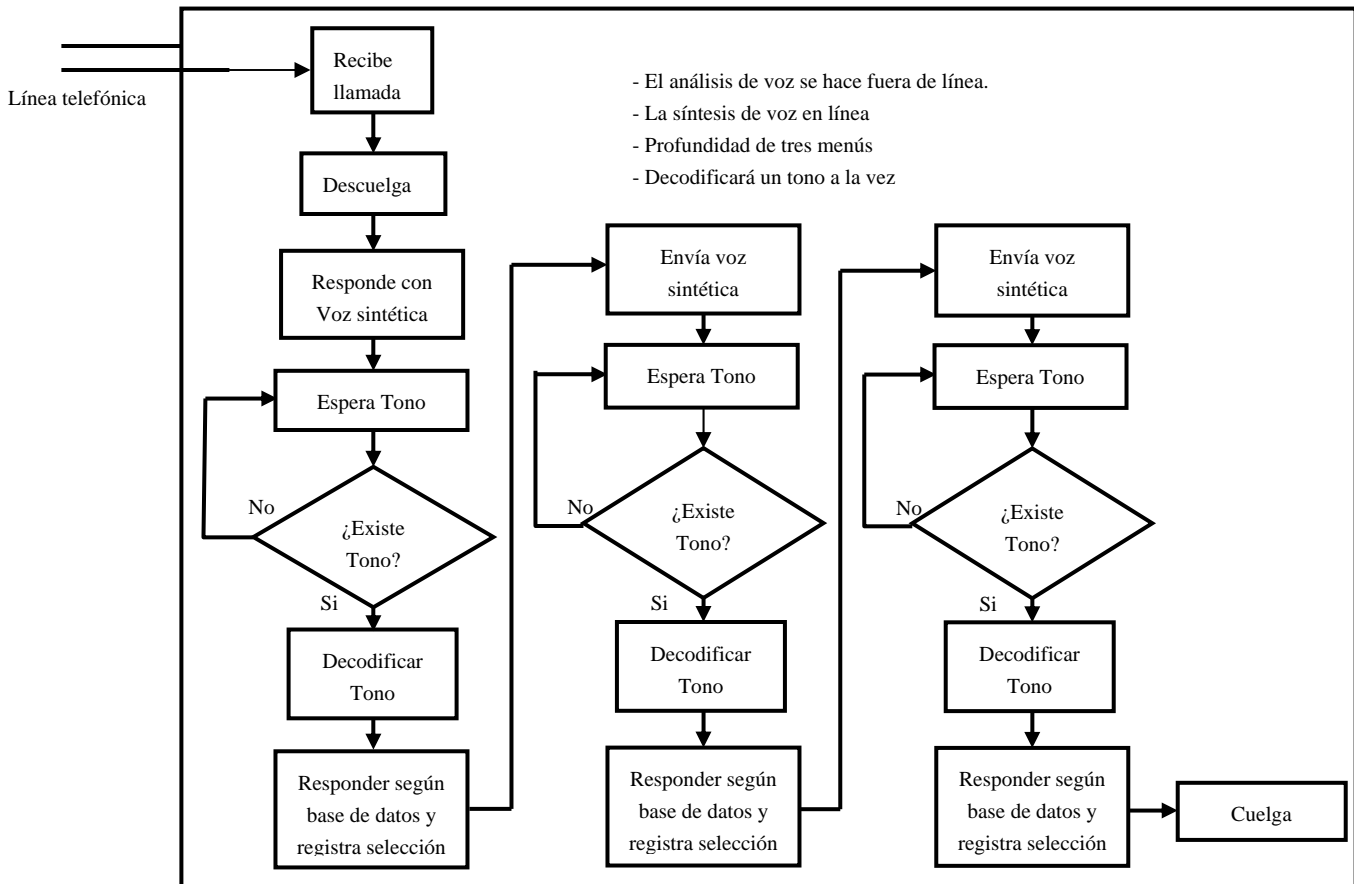 Línea telefónica
Recibe
llamada
Descuelga
Responde con
Voz sintética
Espera Tono
No
¿Existe
Tono?
Si
Decodificar
Tono
Responder según
base de datos y
registra selección
- El análisis de voz se hace fuera de línea.
- La síntesis de voz en línea
- Profundidad de tres menús
- Decodificará un tono a la vez
Envía voz
sintética
Espera Tono
No
¿Existe
Tono?
Si
Decodificar
Tono
Responder según
base de datos y
registra selección
Envía voz
sintética
Espera Tono
No
¿Existe
Tono?
Si
Decodificar
Tono
Responder según
base de datos y
registra selección
Cuelga